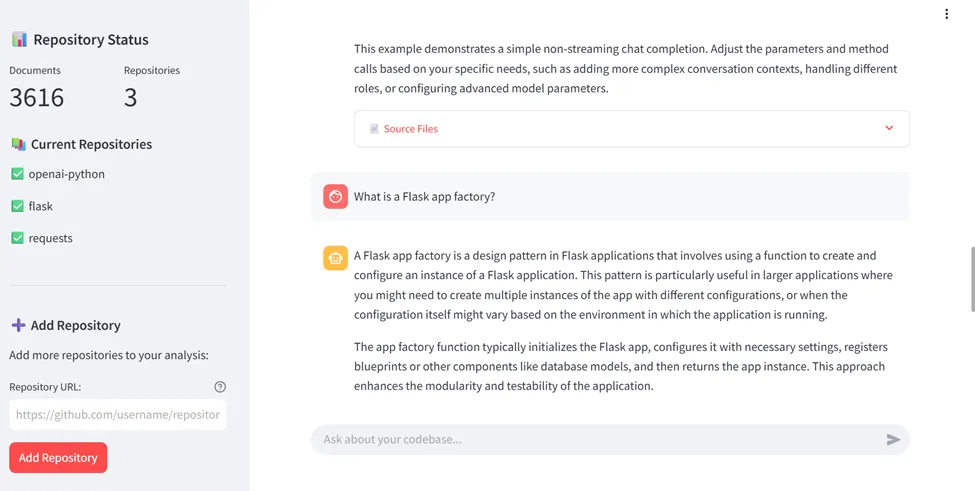 Repository Status
Documents
Repositories
3616
3
Current Repositories
openai-python
flask
requests
Add Repository
Add more repositories to your analysis:
Repository URL:
https://github.com/username/repositor
Add Repository
This example demonstrates a simple non-streaming chat completion. Adjust the parameters and method
calls based on your specific needs, such as adding more complex conversation contexts, handling different
roles, or configuring advanced model parameters.
Source Files
What is a Flask app factory?
A Flask app factory is a design pattern in Flask applications that involves using a function to create and
configure an instance of a Flask application. This pattern is particularly useful in larger applications where
you might need to create multiple instances of the app with different configurations, or when the
configuration itself might vary based on the environment in which the application is running.
The app factory function typically initializes the Flask app, configures it with necessary settings, registers
blueprints or other components like database models, and then returns the app instance. This approach
enhances the modularity and testability of the application.
Ask about your codebase...